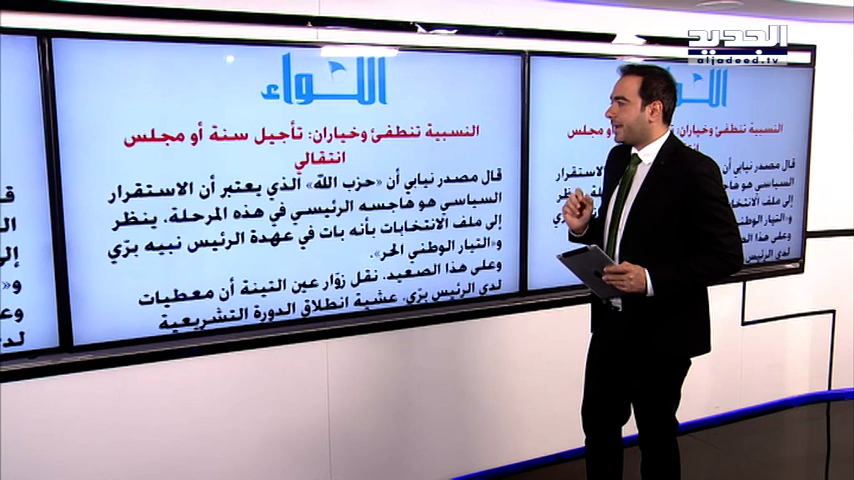 الجديد
aljadeed.tv
اللواء
النسبية تنطفئ وخياران: تأجيل سنة أو مجلس
انتقالي
قال مصدر نيابي أن «حزب الله» الذي يعتبر أن الاستقرار
السياسي هو هاجسه الرئيسي في هذه المرحلة، ينظر
إلى ملف الانتخابات بأنه بات في عهدة الرئيس نبيه برّي
و«التيار الوطني الحر».
وعلى هذا الصعيد، نقل زوّار عين التينة أن معطيات
لدى الرئيس برّي، عشية انطلاق الدورة التشريعية